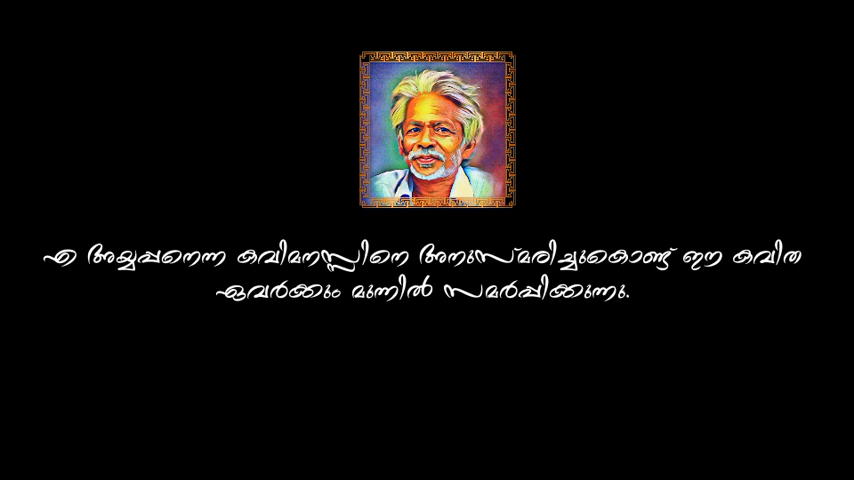 എ അയ്യപ്പനെന്ന കവിമനസ്സിനെ അനുസ്മരിച്ചുകൊണ്ട് ഈ കവിത
ഏവർക്കും മുന്നിൽ സമർപ്പിക്കുന്നു.